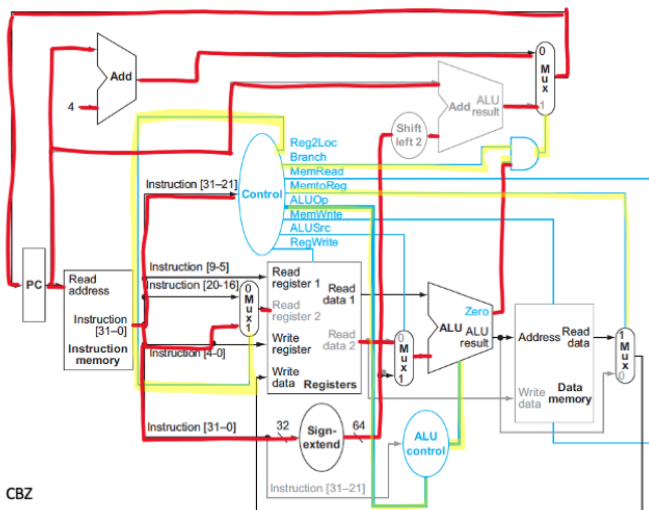 0
M
u
x
1
Add
4
Add
ALU
result
Shift
left 2
Reg2Loc
Branch
MemRead
MemtoReg
ALUOp
MemWrite
ALUSrc
RegWrite
Instruction [31–21]
Control
PC
Read
address
Instruction
[31–0]
Instruction
memory
Instruction [9-5]
Instruction [20-16]
Instruction [4-0]
0
M
u
x
1
Read
register 1
Read
data 1
Read
register 2
Write
register
Read
data 2
Write
data
Registers
0
M
u
x
1
Zero
ALU
ALU
result
Address
Read
data
Write
data
Data
memory
1
M
u
x
0
Instruction [31–0]
32
Sign-
extend
64
ALU
control
Instruction [31–21]
CBZ